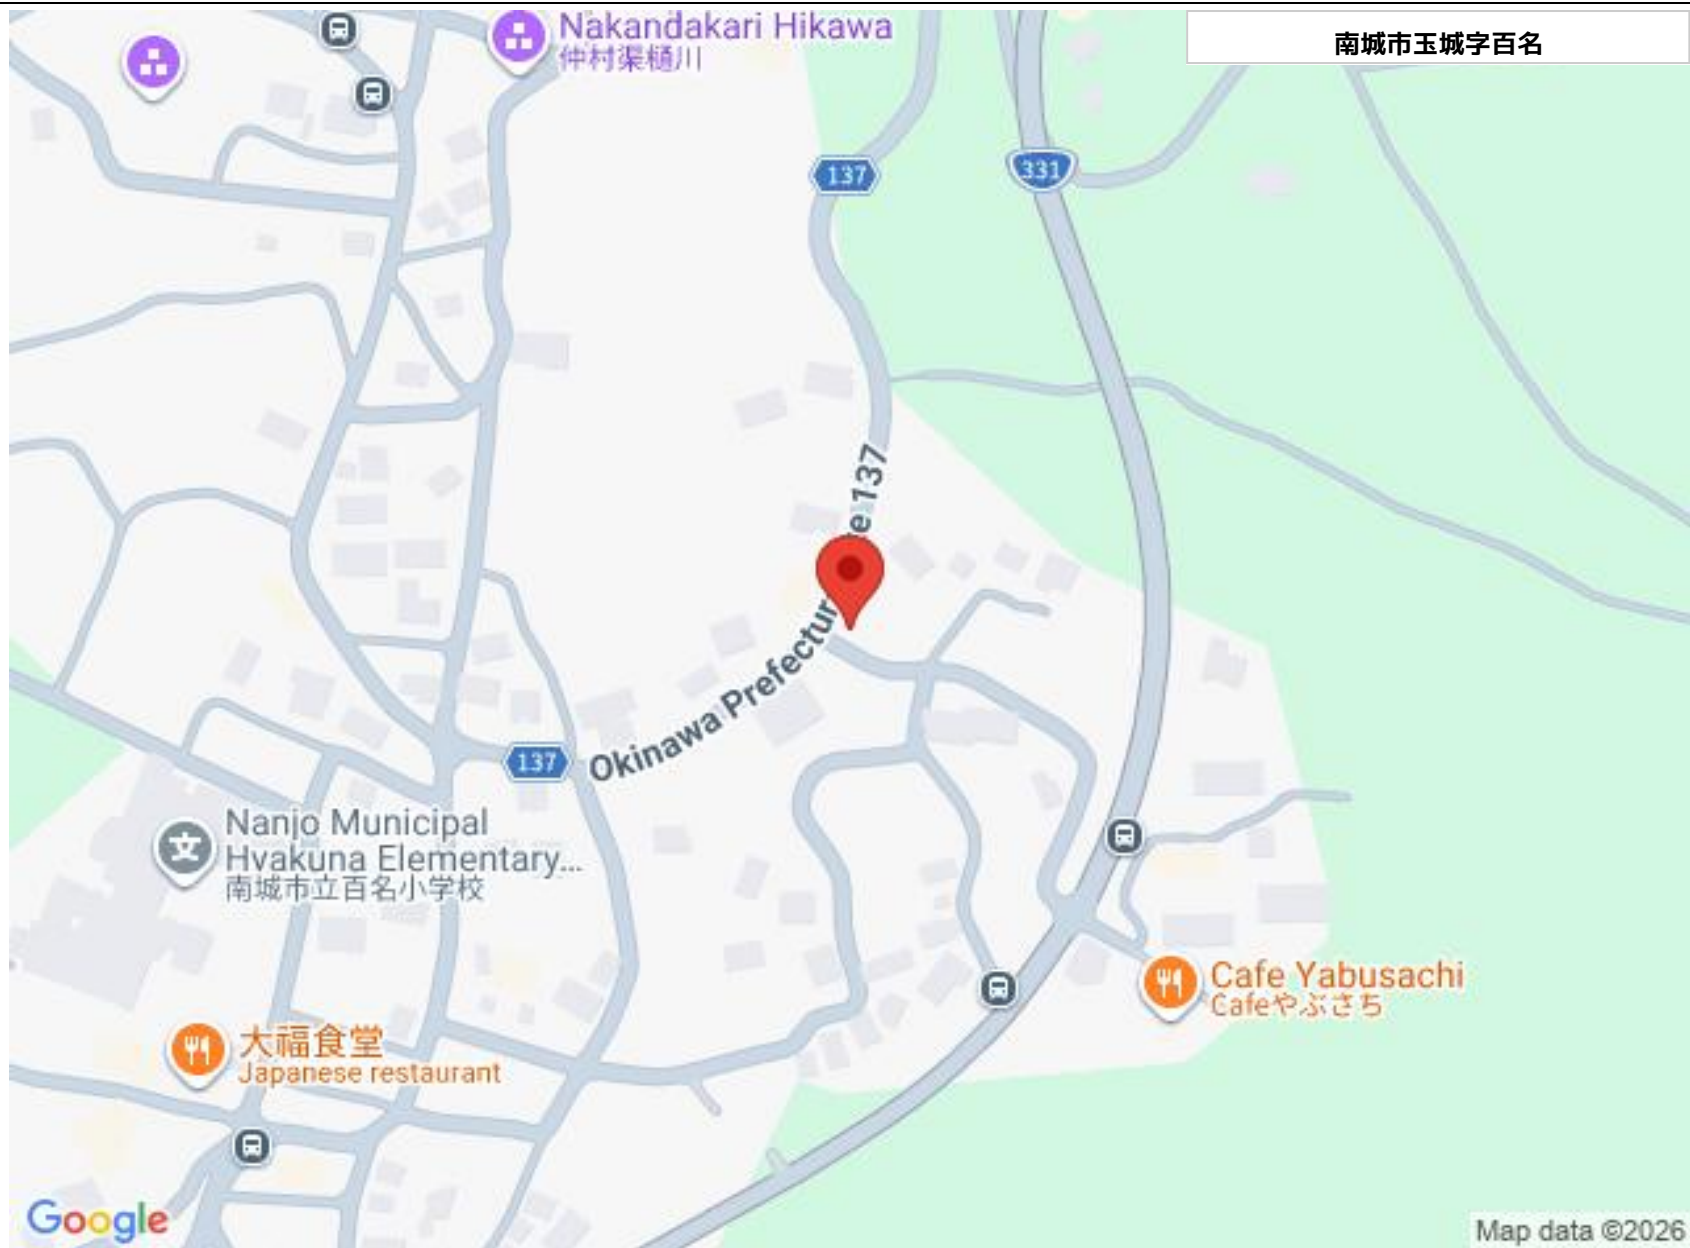 Nakandakari Hikawa
仲村渠樋川
南城市玉城字百名
137
331
Okinawa Prefectur
e 137
137
Nanjo Municipal
Hyakuna Elementary...
南城市立百名小学校
Cafe Yabusachi
Cafeやぶさち
大福食堂
Japanese restaurant
Google
Map data ©2026